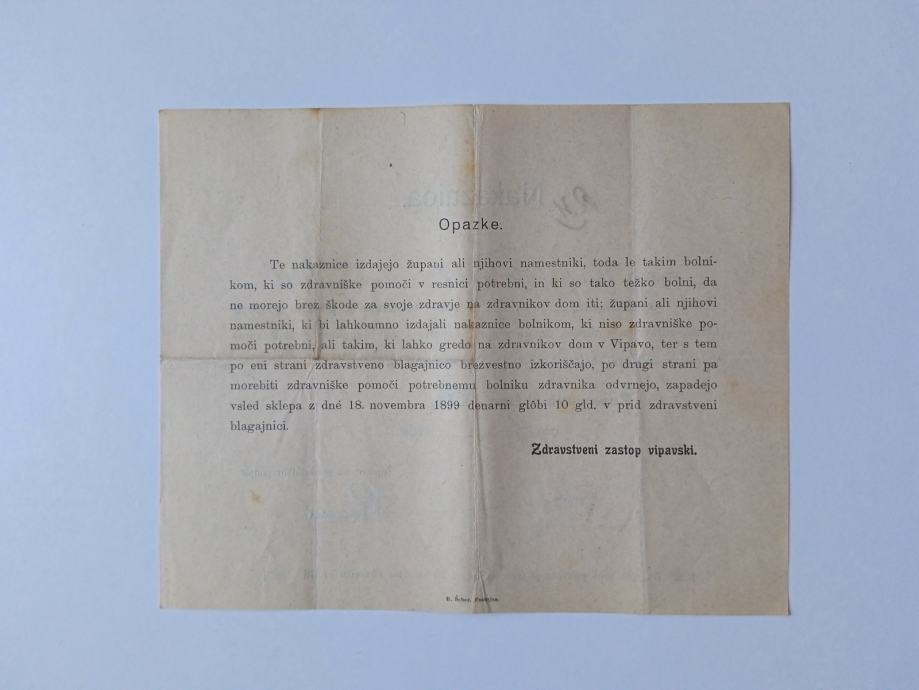 Opazke.
Te nakaznice izdajejo župani ali njihovi namestniki, toda le takim bolni-
kom, ki so zdravniške pomoči v resnici potrebni, in ki so tako težko bolni, da
ne morejo brez škode za svoje zdravje na zdravnikov dom iti; župani ali njihovi
namestniki, ki bi lahkoumno izdajali nakaznice bolnikom, ki niso zdravniške po-
moči potrebni, ali takim, ki lahko gredo na zdravnikov dom v Vipavo, ter s tem
po eni strani zdravstveno blagajnico brezvestno izkoriščajo, po drugi strani pa
morebiti zdravniške pomoči potrebnemu bolniku zdravnika odvrnejo, zapadejo
vsled sklepa z dné 18. novembra 1899 denarni glôbi 10 gld. v prid zdravstveni
blagajnici.
Zdravstveni zastop vipavski.